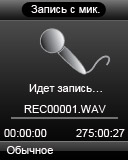 Запись с мик.
Идет запись...
REC00001.WAV
00:00:00 275:00:27
Обычное